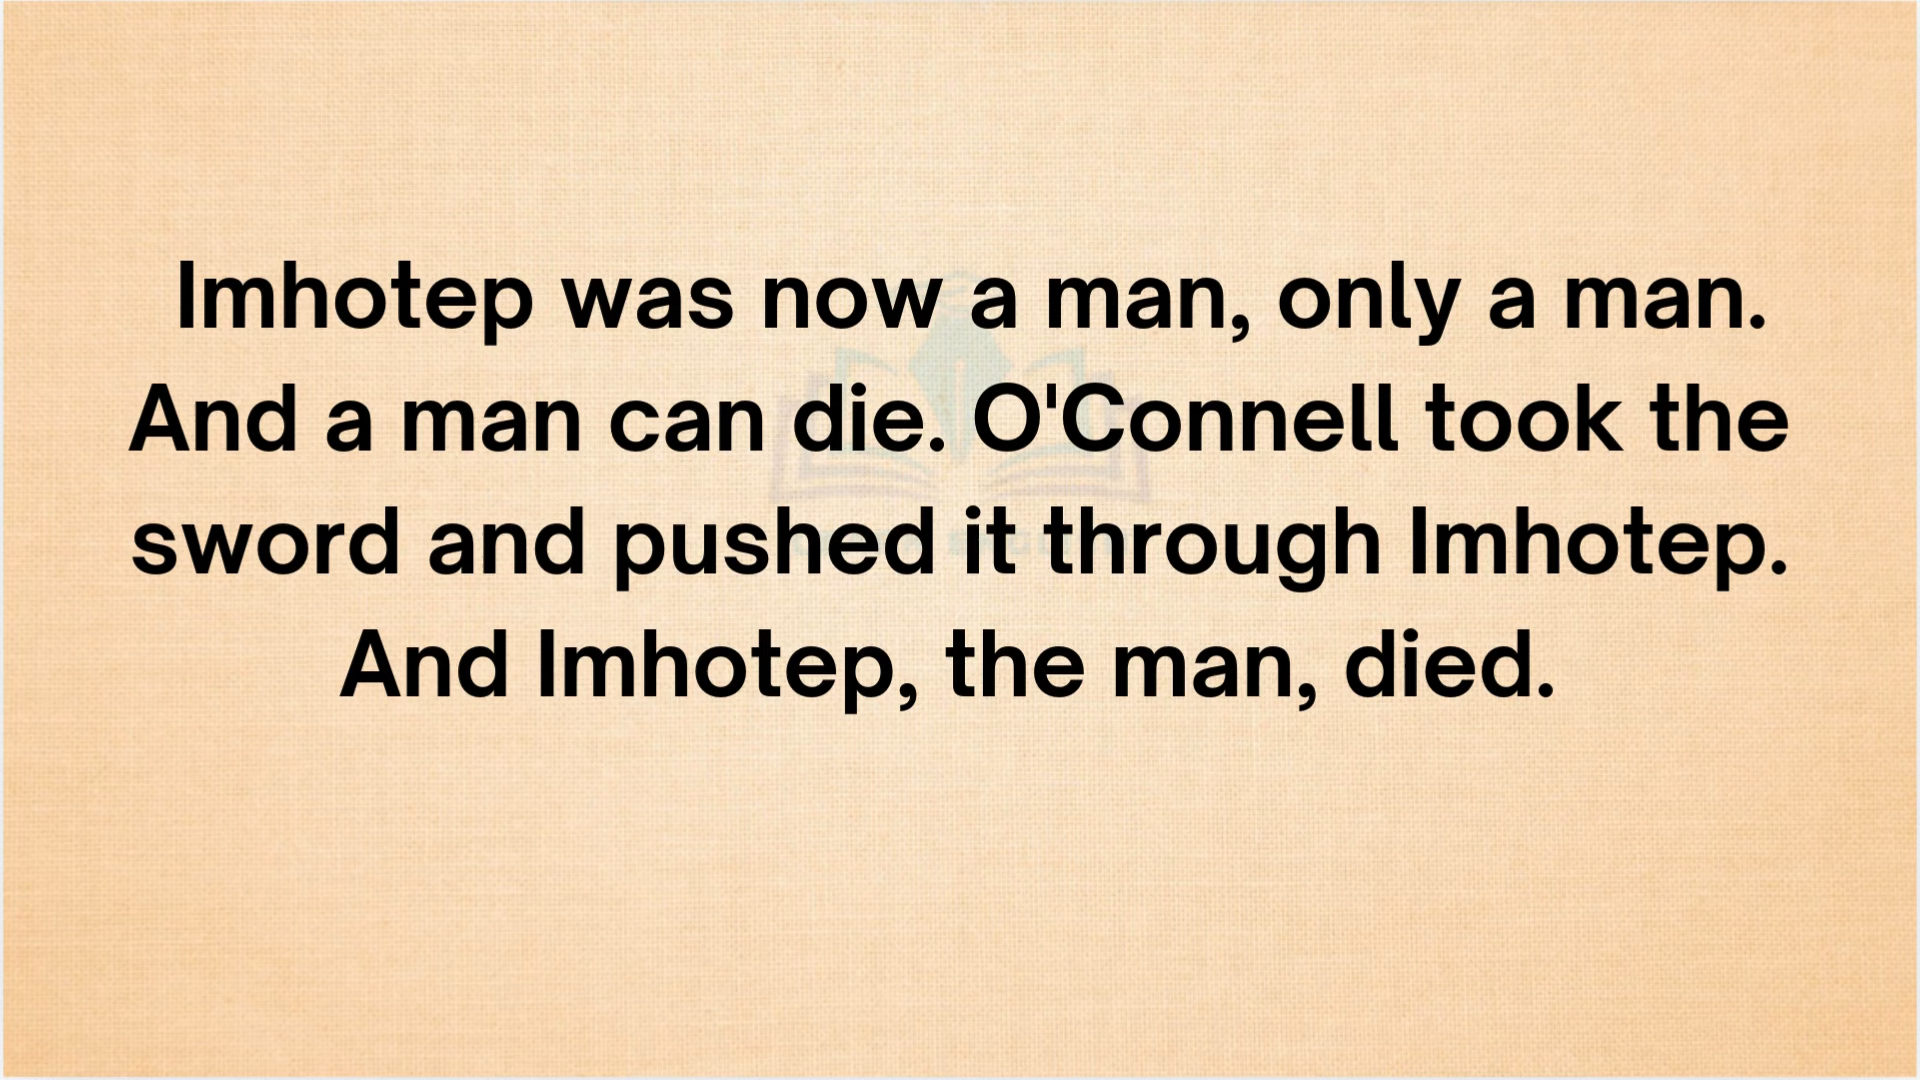 Imhotep was now a man, only a man.
And a man can die. O'Connell took the
sword and pushed it through Imhotep.
And Imhotep, the man, died.